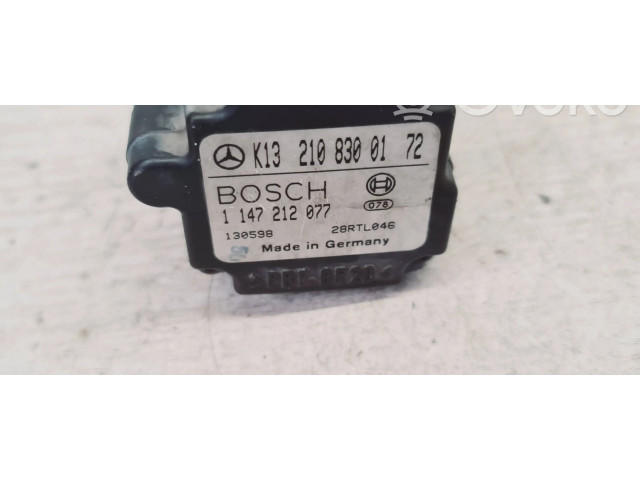 K13 210 830 01 72
BOSCH
1 147 212 077 078
130598 28RTL046
Made in Germany